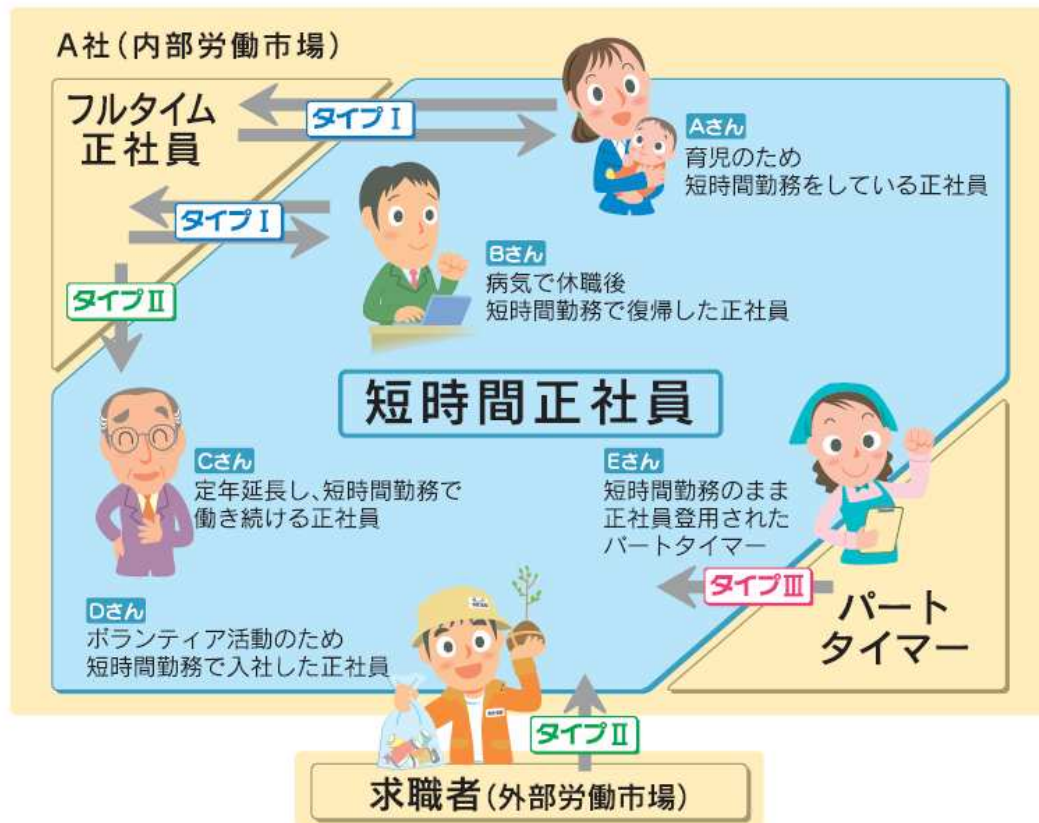 A社(内部労働市場)
フルタイム
正社員
タイプⅠ
Aさん
育児のため
短時間勤務をしている正社員
タイプⅠ
Bさん
病気で休職後
短時間勤務で復帰した正社員
タイプⅡ
短時間正社員
Cさん
定年延長し、短時間勤務で
働き続ける正社員
Eさん
短時間勤務のまま
正社員登用された
パートタイマー
タイプⅢ
パート
タイマー
Dさん
ボランティア活動のため
短時間勤務で入社した正社員
タイプⅡ
求職者(外部労働市場)